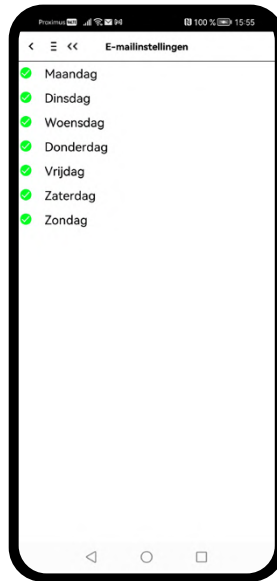 Proximus 100 % 15:55
E-mailinstellingen
Maandag
Dinsdag
Woensdag
Donderdag
Vrijdag
Zaterdag
Zondag